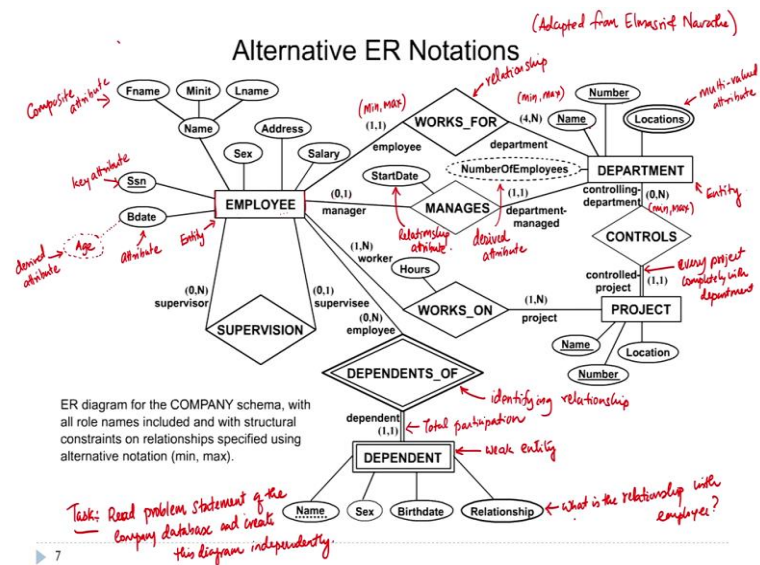 (Adapted from Elmasri & Navathe)
Alternative ER Notations
Composite attribute
Fname
Minit
Lname
Name
Sex
Address
Salary
key attribute
Ssn
Bdate
derived attribute
Age
attribute
Entity
EMPLOYEE
relationship
(min, max)
(1,1)
employee
WORKS_FOR
(min, max)
(4,N)
department
Name
Number
Locations
multi-valued attribute
NumberOfEmployees
DEPARTMENT
Entity
StartDate
(0,1)
manager
MANAGES
(1,1)
department-
managed
Relationship attribute.
derived attribute
controlling-
department
(0,N)
(min, max)
CONTROLS
controlled-
project
(1,1)
every project
completely with
department
(1,N)
worker
Hours
WORKS_ON
(1,N)
project
PROJECT
Name
Number
Location
(0,N)
supervisor
(0,1)
supervisee
SUPERVISION
(0,N)
employee
DEPENDENTS_OF
identifying relationship
dependent
(1,1)
Total participation
DEPENDENT
weak entity
Name
Sex
Birthdate
Relationship
what is the relationship with
employee?
ER diagram for the COMPANY schema, with
all role names included and with structural
constraints on relationships specified using
alternative notation (min, max).
Task: Read problem statement of the
company database and create
this diagram independently.
7